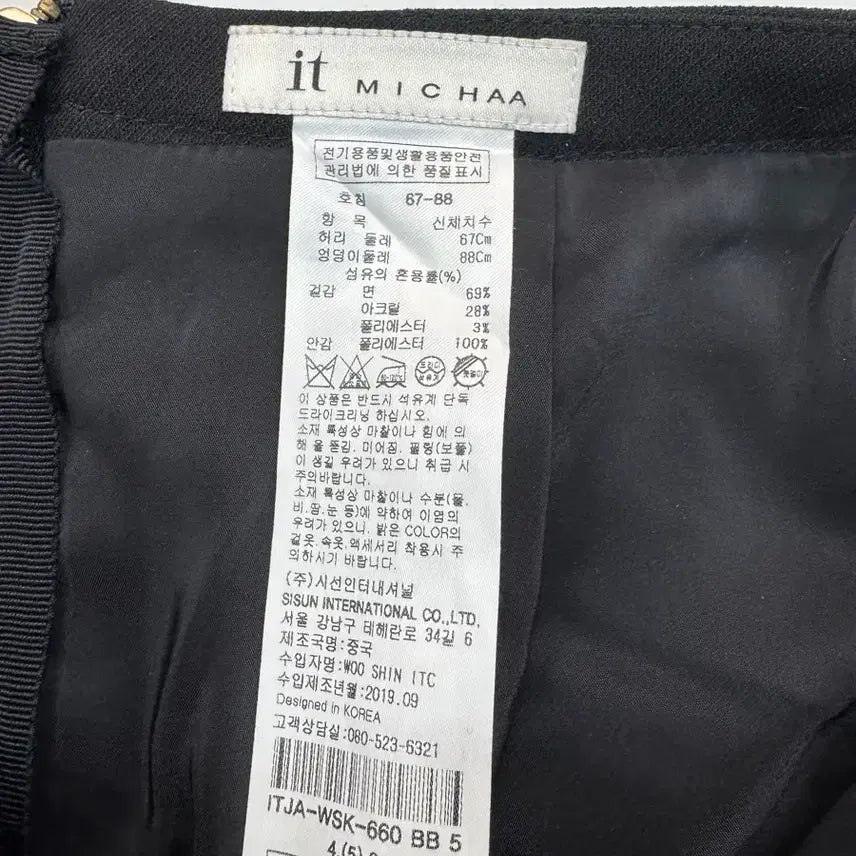 it MICHAA
전기용품및생활용품안전
관리법에 의한 품질표시
호칭 67-88
항 목 신체치수
허리 둘레 67Cm
엉덩이둘레 88Cm
섬유의 혼용률(%)
겉감 면 69%
아크릴 28%
폴리에스터 3%
안감 폴리에스터 100%
이 상품은 반드시 석유계 단독
드라이크리닝 하십시오.
소재 특성상 마찰이나 힘에 의
해 올 뜯김, 미어짐, 필링(보풀)
이 생길 우려가 있으니 취급 시
주의바랍니다.
소재 특성상 마찰이나 수분(물,
비,땀,눈 등)에 약하여 이염의
우려가 있으니, 밝은 COLOR의
겉옷,속옷,액세서리 착용시 주
의하시기 바랍니다.
(주)시선인터내셔널
SISUN INTERNATIONAL CO.,LTD.
서울 강남구 테헤란로 34길 6
제조국명:중국
수입자명:WOO SHIN ITC
수입제조년월:2019.09
Designed in KOREA
고객상담실:080-523-6321
ITJA-WSK-660 BB 5